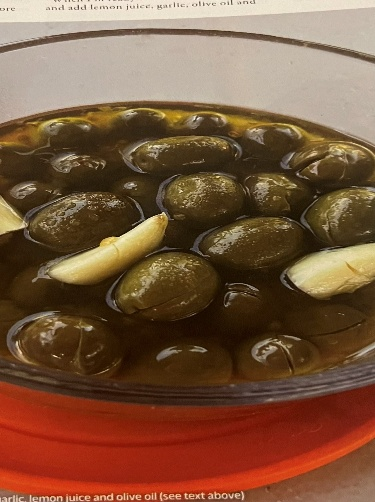 and add lemon juice, garlic, olive oil and
garlic, lemon juice and olive oil (see text above)